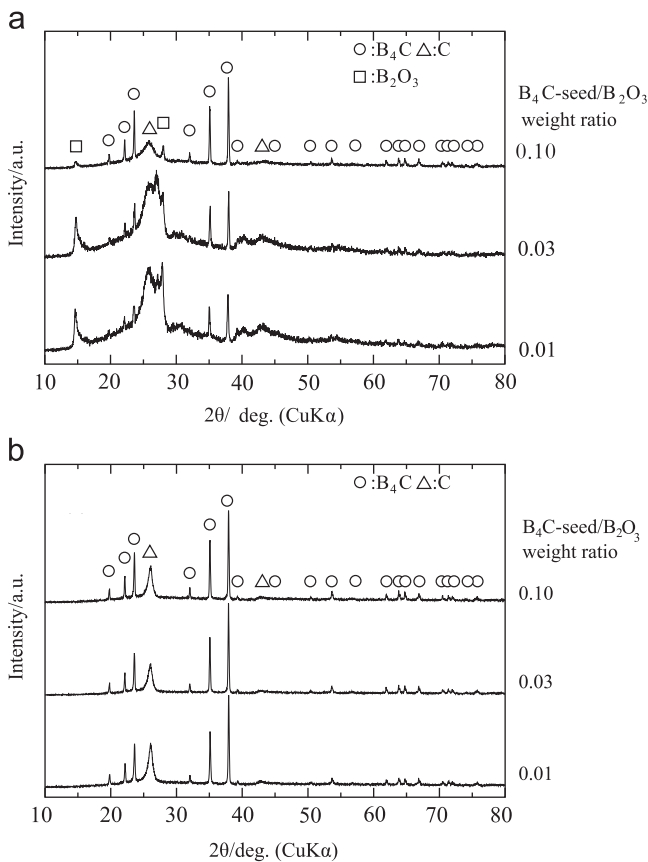 a
○:B₄C △:C
□:B₂O₃
B₄C-seed/B₂O₃
weight ratio
0.10
0.03
0.01
Intensity/a.u.
10 20 30 40 50 60 70 80
2θ/ deg. (CuKα)
b
○:B₄C △:C
B₄C-seed/B₂O₃
weight ratio
0.10
0.03
0.01
Intensity/a.u.
10 20 30 40 50 60 70 80
2θ/deg. (CuKα)